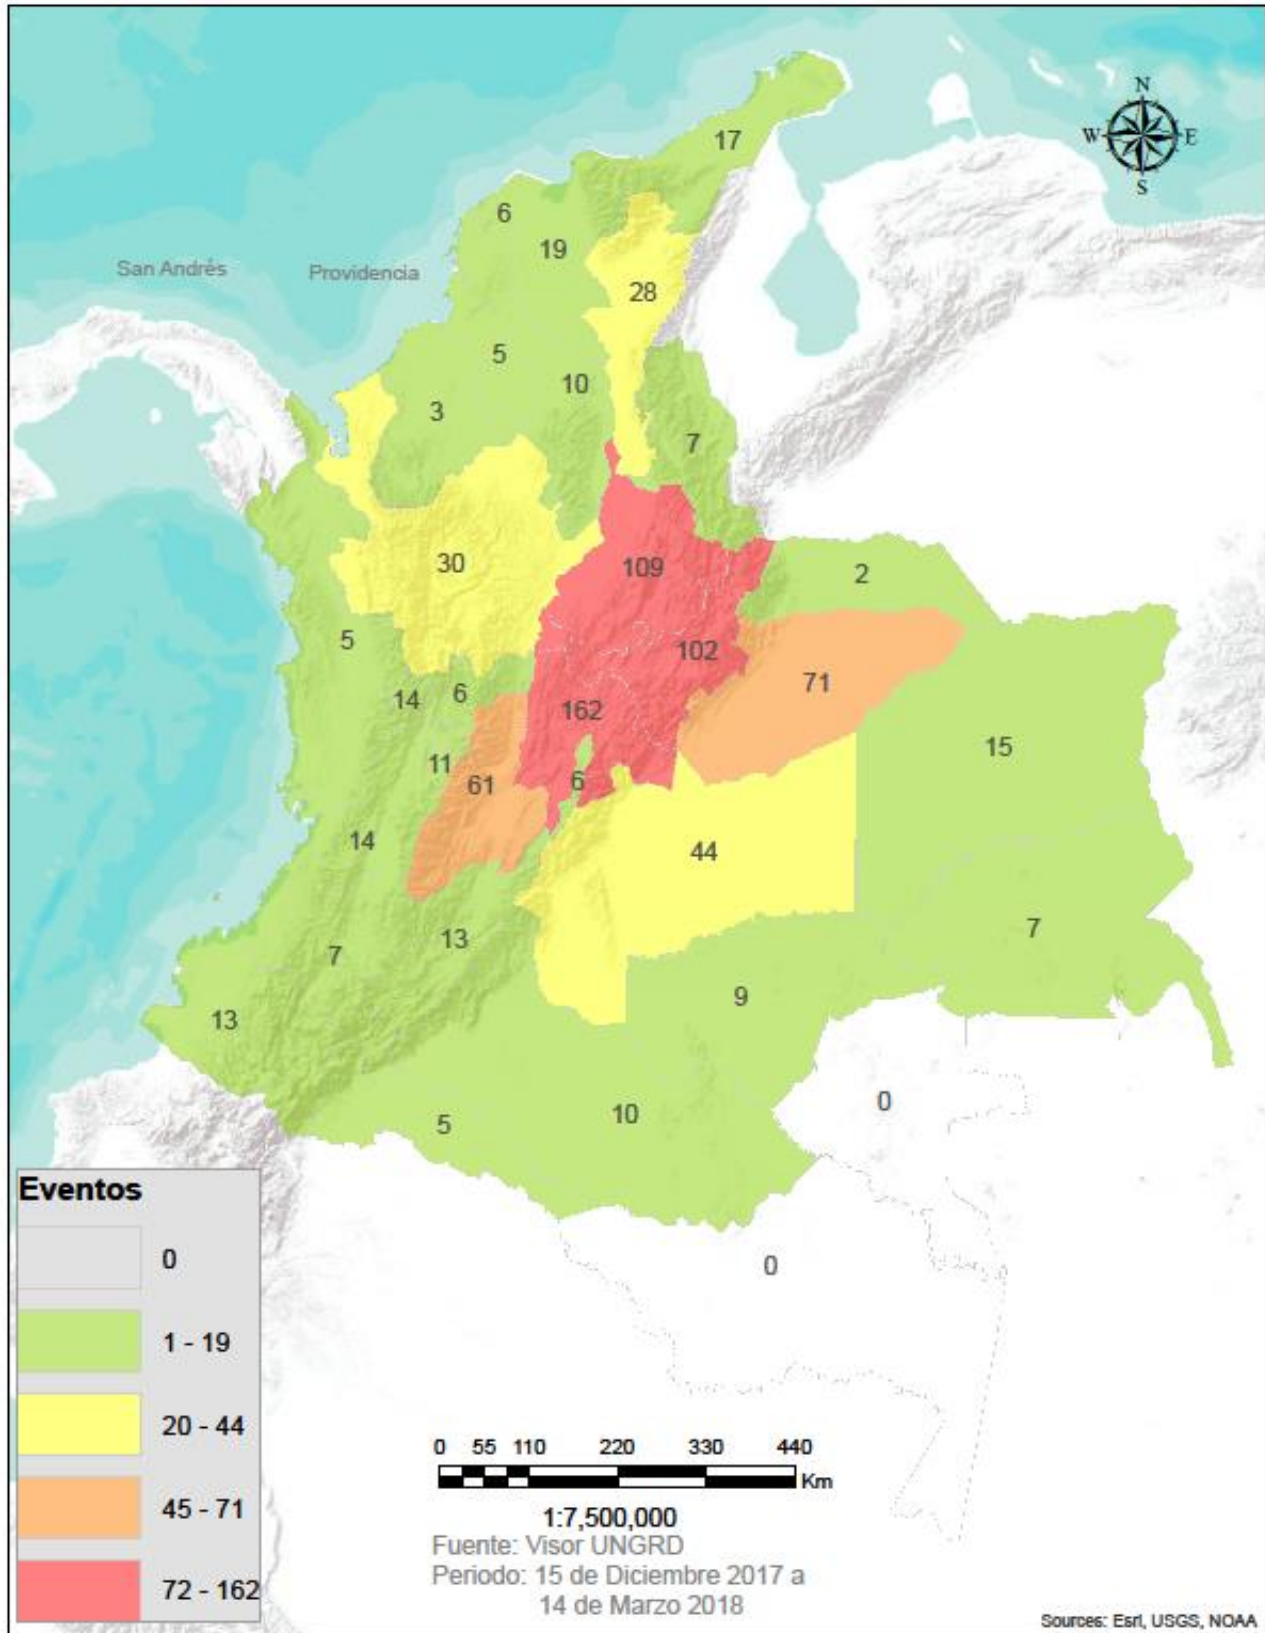 N
W E
S
17
6
19
San Andrés Providencia
28
5
10
3
7
30
109
2
5
102
71
14
6
162
15
11
61
6
14
44
7
13
7
9
13
0
10
5
0
Eventos
0
1 - 19
20 - 44
45 - 71
72 - 162
0 55 110 220 330 440
Km
1:7,500,000
Fuente: Visor UNGRD
Periodo: 15 de Diciembre 2017 a
14 de Marzo 2018
Sources: Esri, USGS, NOAA